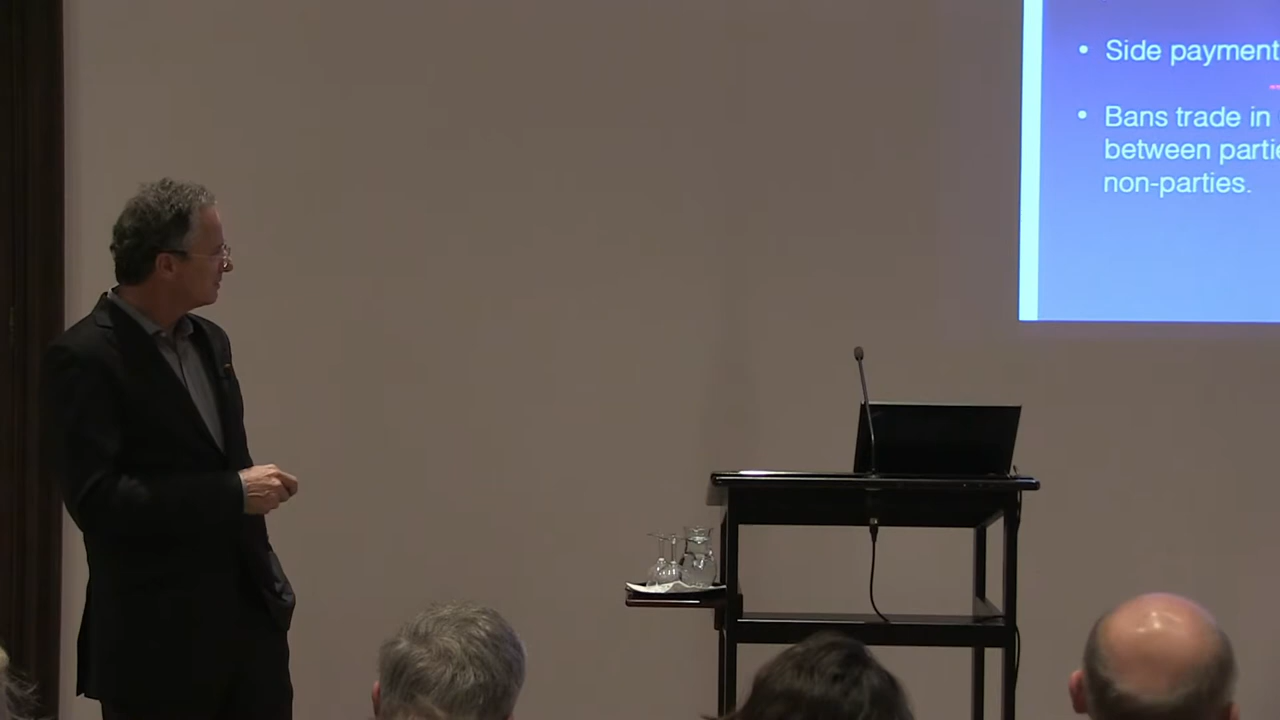 • Side payment
• Bans trade in
between partie
non-parties.